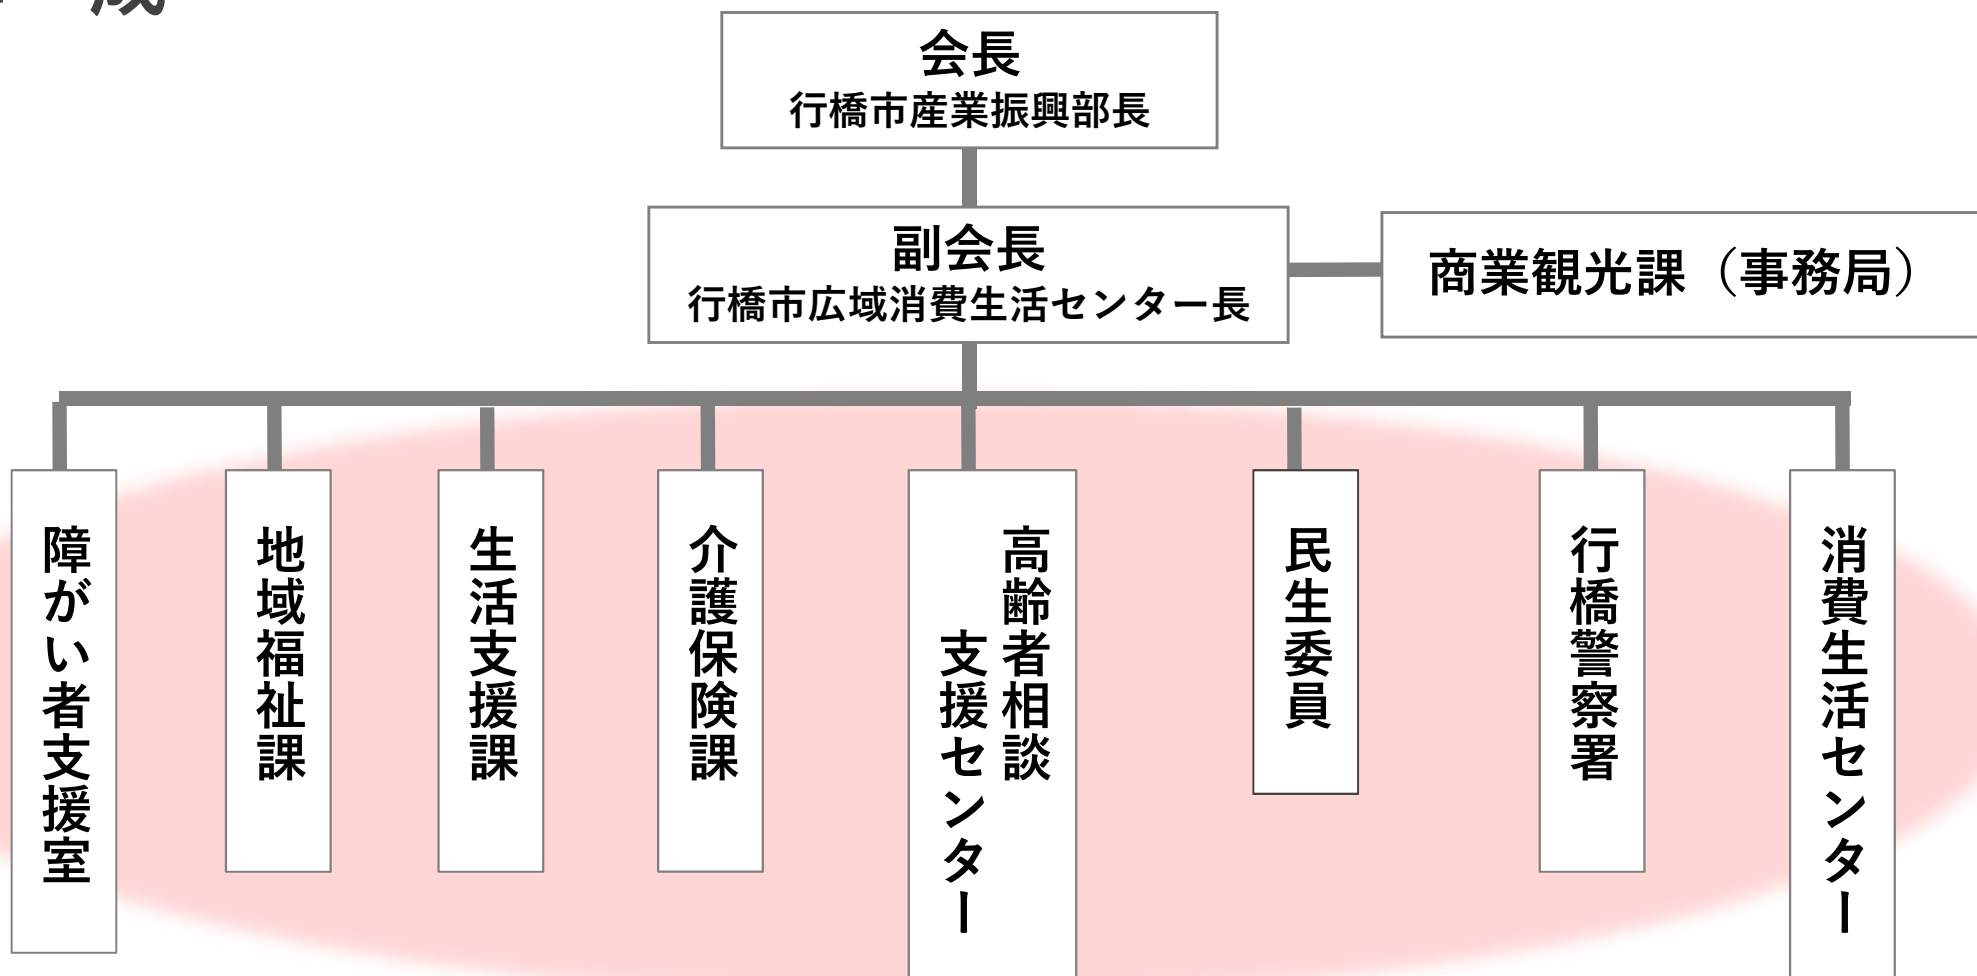 成
会長
行橋市産業振興部長
副会長
行橋市広域消費生活センター長
商業観光課（事務局）
障がい者支援室
地域福祉課
生活支援課
介護保険課
高齢者相談
支援センター
民生委員
行橋警察署
消費生活センター